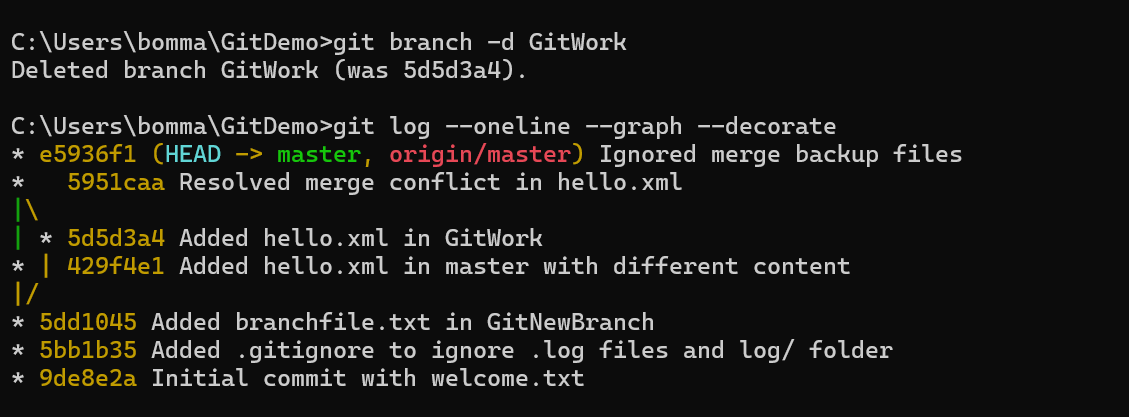 C:\Users\bomma\GitDemo>git branch -d GitWork
Deleted branch GitWork (was 5d5d3a4).
C:\Users\bomma\GitDemo>git log --oneline --graph --decorate
* e5936f1 (HEAD -> master, origin/master) Ignored merge backup files
*   5951caa Resolved merge conflict in hello.xml
|\
| * 5d5d3a4 Added hello.xml in GitWork
* | 429f4e1 Added hello.xml in master with different content
|/
* 5dd1045 Added branchfile.txt in GitNewBranch
* 5bb1b35 Added .gitignore to ignore .log files and log/ folder
* 9de8e2a Initial commit with welcome.txt